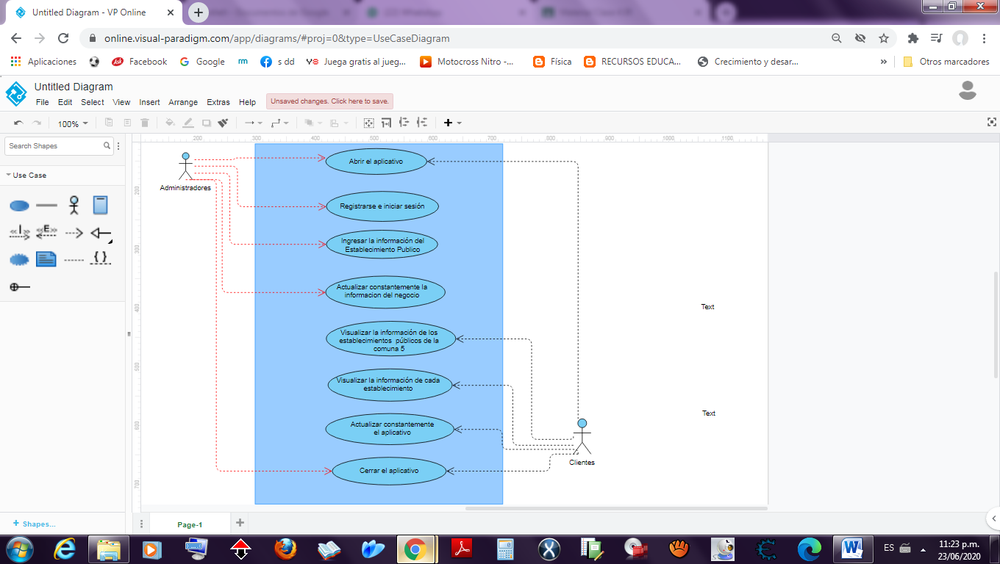 Untitled Diagram - VP Online
online.visual-paradigm.com/app/diagrams/#proj=0&type=UseCaseDiagram
Aplicaciones
Ask
Facebook
Google
rm
s dd
Y8
Juega gratis al jueg...
Motocross Nitro -...
Física
RECURSOS EDUCA...
Crecimiento y desar...
»
Otros marcadores
Untitled Diagram
File Edit Select View Insert Arrange Extras Help
Unsaved changes. Click here to save.
100%
Search Shapes
200 300 400 500 600 700 800 900 1000 1100
Use Case
<<I>>
<<E>>
{ }
200
300
400
500
600
700
Administradores
Abrir el aplicativo
Registrarse e iniciar sesión
Ingresar la información del
Establecimiento Publico
Actualizar constantemente la
informacion del negocio
Text
Visualizar la información de los
establecimientos públicos de la
comuna 5
Visualizar la información de cada
establecimiento
Text
Actualizar constantemente
el aplicativo
Clientes
Cerrar el aplicativo
+ Shapes...
Page-1
ES
11:23 p.m.
23/06/2020